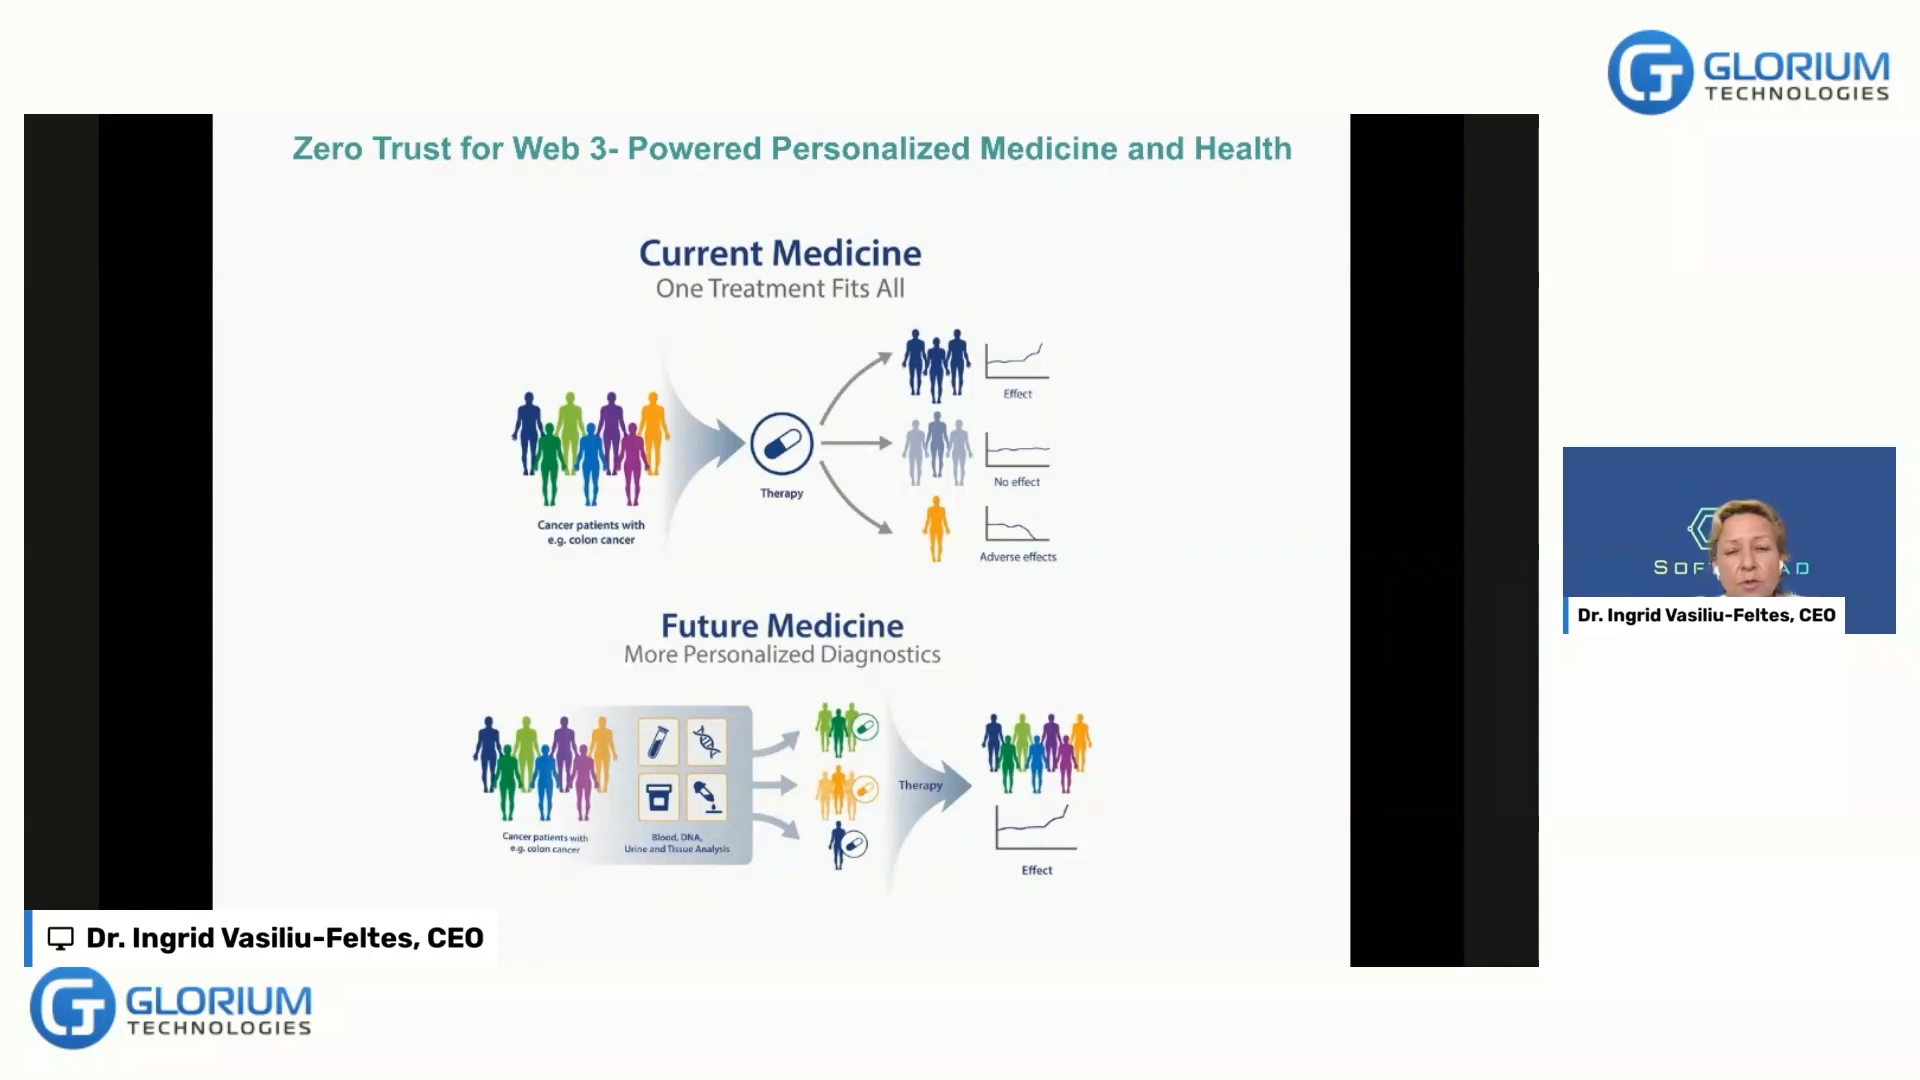 GLORIUM
TECHNOLOGIES
Zero Trust for Web 3- Powered Personalized Medicine and Health
Current Medicine
One Treatment Fits All
Effect
No effect
Therapy
Cancer patients with
e.g. colon cancer
Adverse effects
Future Medicine
More Personalized Diagnostics
Therapy
Cancer patients with
e.g. colon cancer
Blood, DNA,
Urine and Tissue Analysis
Effect
Dr. Ingrid Vasiliu-Feltes, CEO
Dr. Ingrid Vasiliu-Feltes, CEO
GLORIUM
TECHNOLOGIES